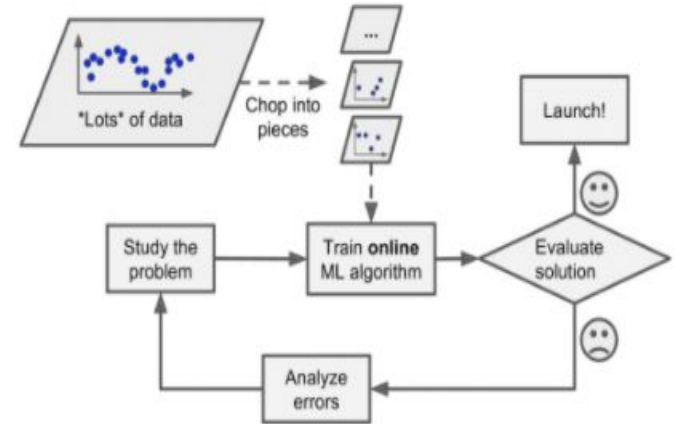 ...
*Lots* of data
Chop into
pieces
Launch!
Study the
problem
Train online
ML algorithm
Evaluate
solution
Analyze
errors